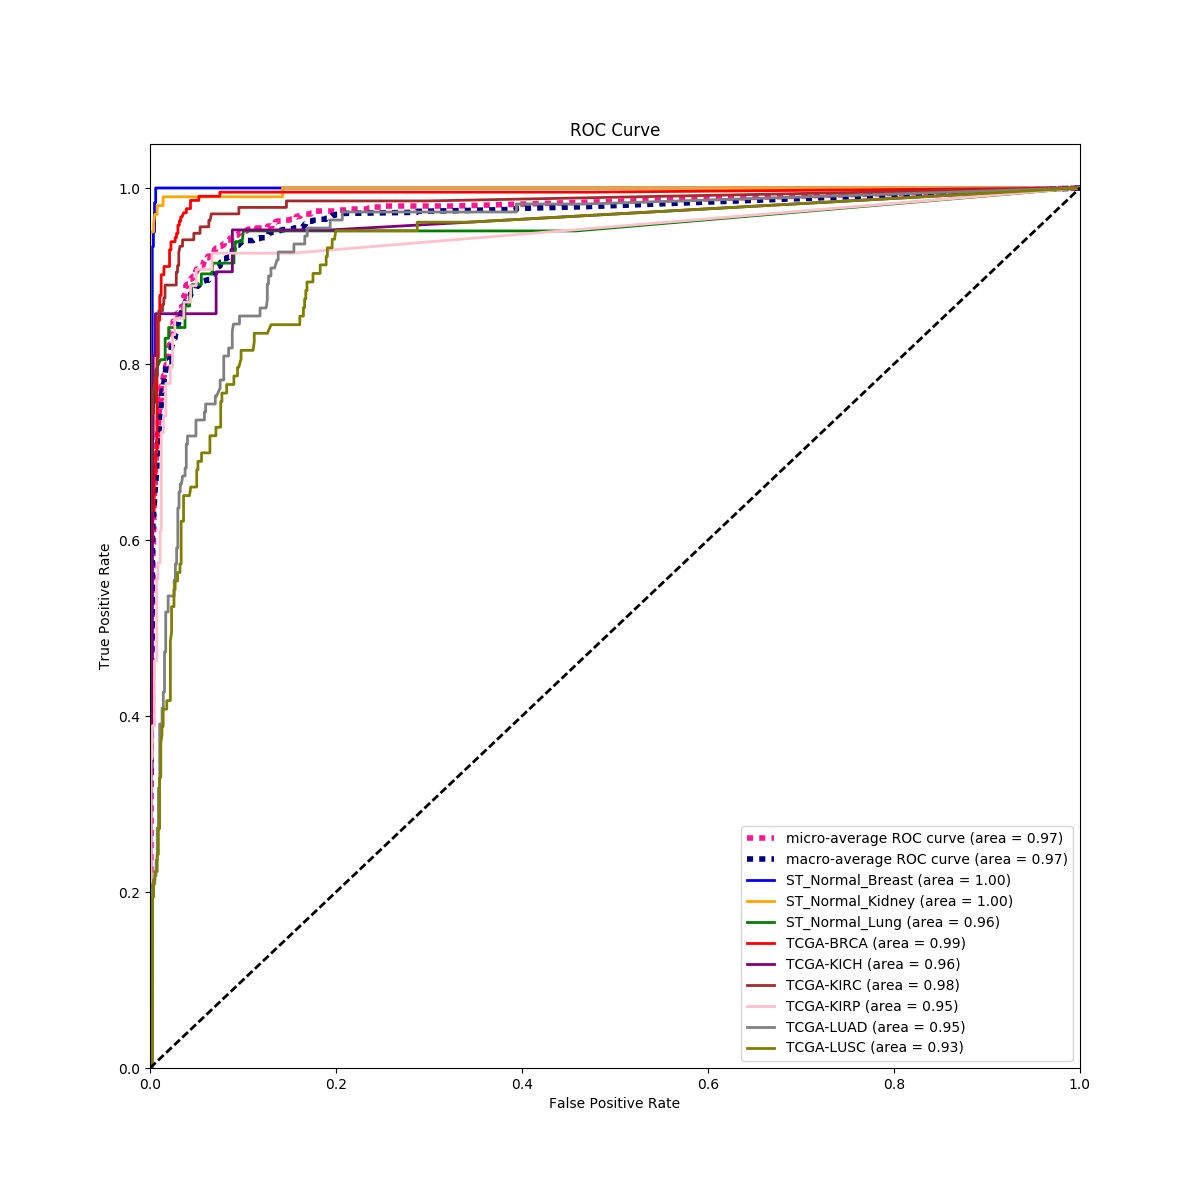 ROC Curve
True Positive Rate
1.0
0.8
0.6
0.4
0.2
0.0
micro-average ROC curve (area = 0.97)
macro-average ROC curve (area = 0.97)
ST_Normal_Breast (area = 1.00)
ST_Normal_Kidney (area = 1.00)
ST_Normal_Lung (area = 0.96)
TCGA-BRCA (area = 0.99)
TCGA-KICH (area = 0.96)
TCGA-KIRC (area = 0.98)
TCGA-KIRP (area = 0.95)
TCGA-LUAD (area = 0.95)
TCGA-LUSC (area = 0.93)
0.0 0.2 0.4 0.6 0.8 1.0
False Positive Rate